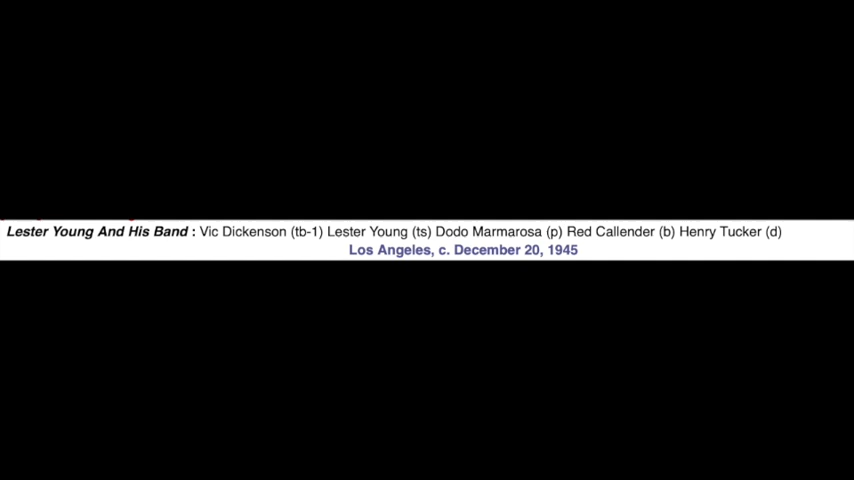 Lester Young And His Band : Vic Dickenson (tb-1) Lester Young (ts) Dodo Marmarosa (p) Red Callender (b) Henry Tucker (d)
Los Angeles, c. December 20, 1945